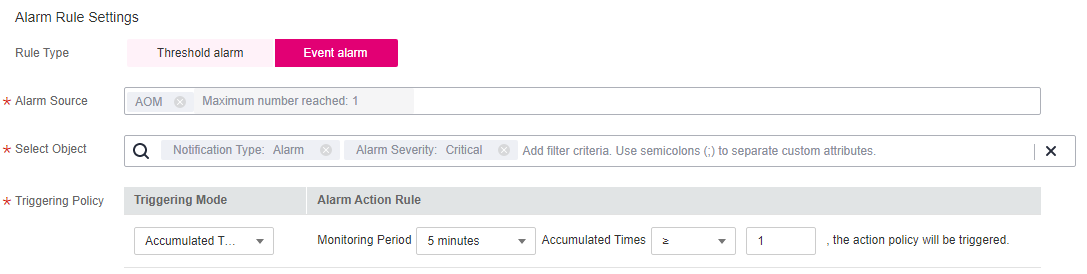 Alarm Rule Settings
Rule Type Threshold alarm Event alarm
* Alarm Source AOM Maximum number reached: 1
* Select Object Notification Type: Alarm Alarm Severity: Critical Add filter criteria. Use semicolons (;) to separate custom attributes.
* Triggering Policy Triggering Mode Alarm Action Rule
Accumulated T... Monitoring Period 5 minutes Accumulated Times ≥ 1 , the action policy will be triggered.